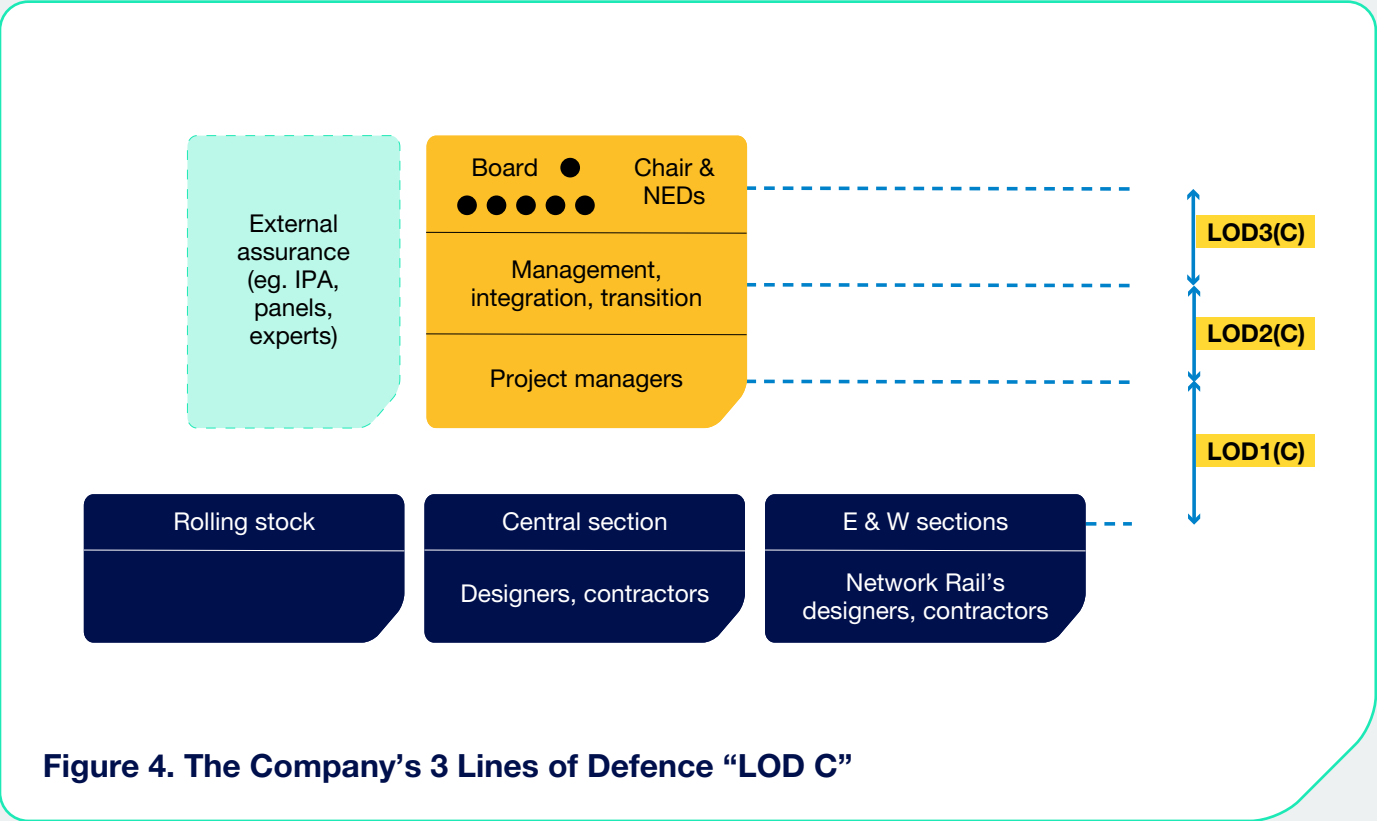 External
assurance
(eg. IPA,
panels,
experts)
Board
Chair &
NEDs
Management,
integration, transition
Project managers
LOD3(C)
LOD2(C)
LOD1(C)
Rolling stock
Central section
Designers, contractors
E & W sections
Network Rail’s
designers, contractors
Figure 4. The Company’s 3 Lines of Defence “LOD C”